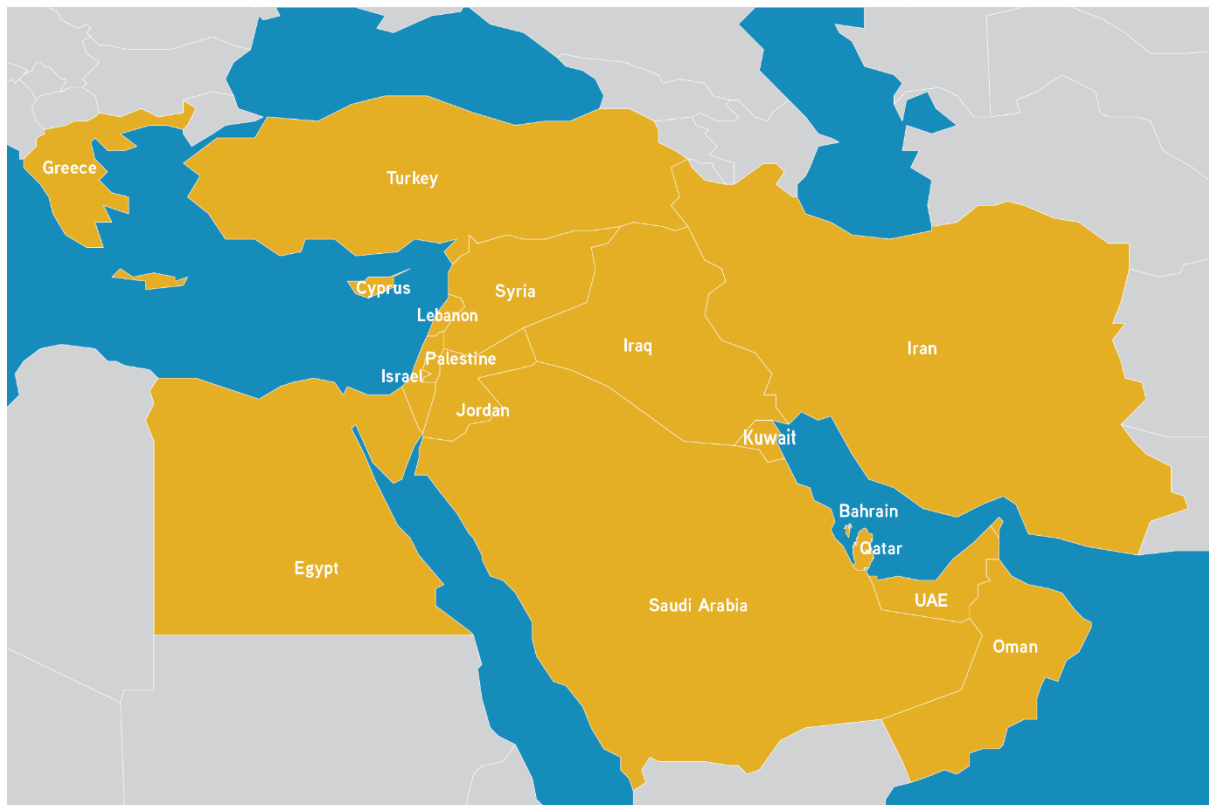 Greece
Turkey
Cyprus
Syria
Lebanon
Iraq
Iran
Palestine
Israel
Jordan
Kuwait
Bahrain
Qatar
Egypt
Saudi Arabia
UAE
Oman